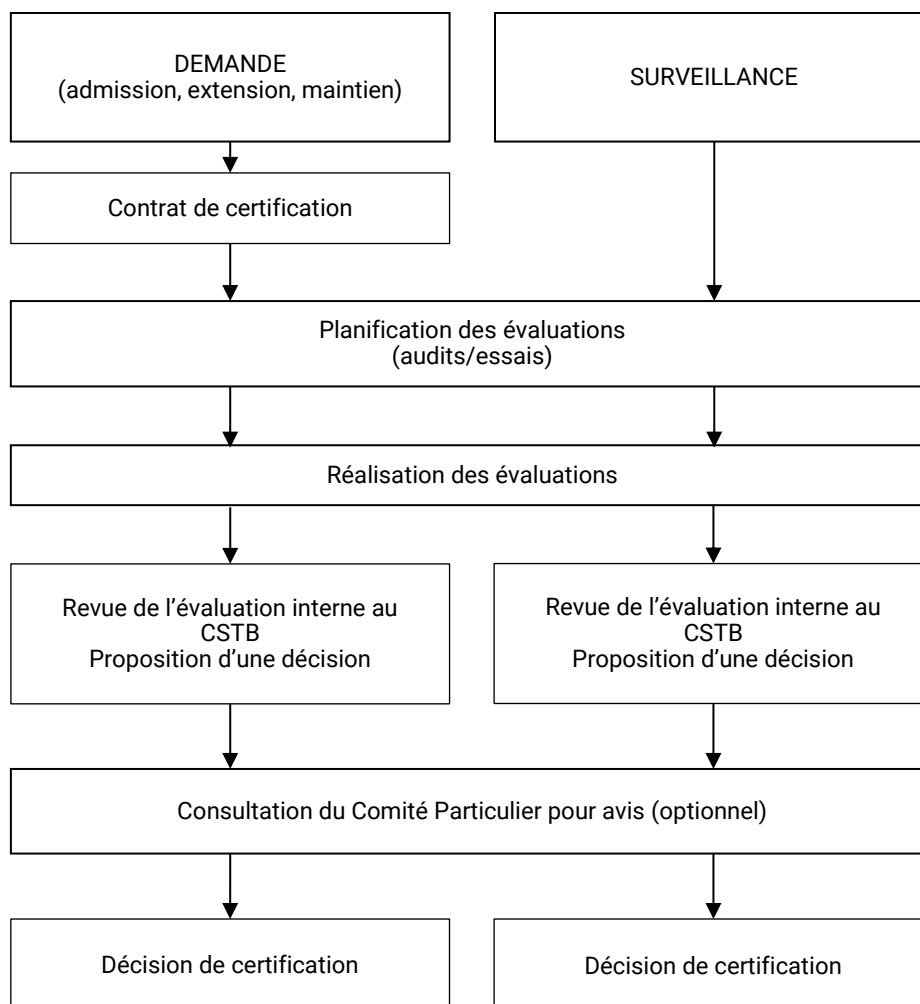 DEMANDE
(admission, extension, maintien)
SURVEILLANCE
Contrat de certification
Planification des évaluations
(audits/essais)
Réalisation des évaluations
Revue de l’évaluation interne au
CSTB
Proposition d’une décision
Revue de l’évaluation interne au
CSTB
Proposition d’une décision
Consultation du Comité Particulier pour avis (optionnel)
Décision de certification
Décision de certification